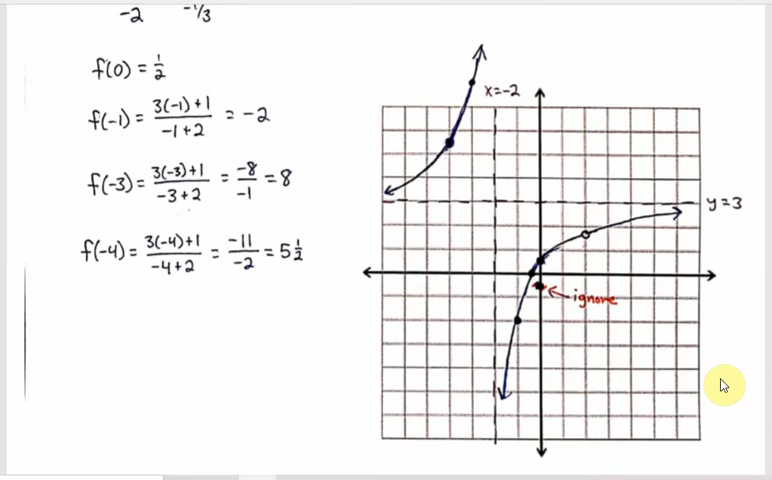 -2 -1/3
f(0) = 1/2
f(-1) = 3(-1)+1 / -1+2 = -2
f(-3) = 3(-3)+1 / -3+2 = -8/-1 = 8
f(-4) = 3(-4)+1 / -4+2 = -11/-2 = 5 1/2
x=-2
y=3
ignore